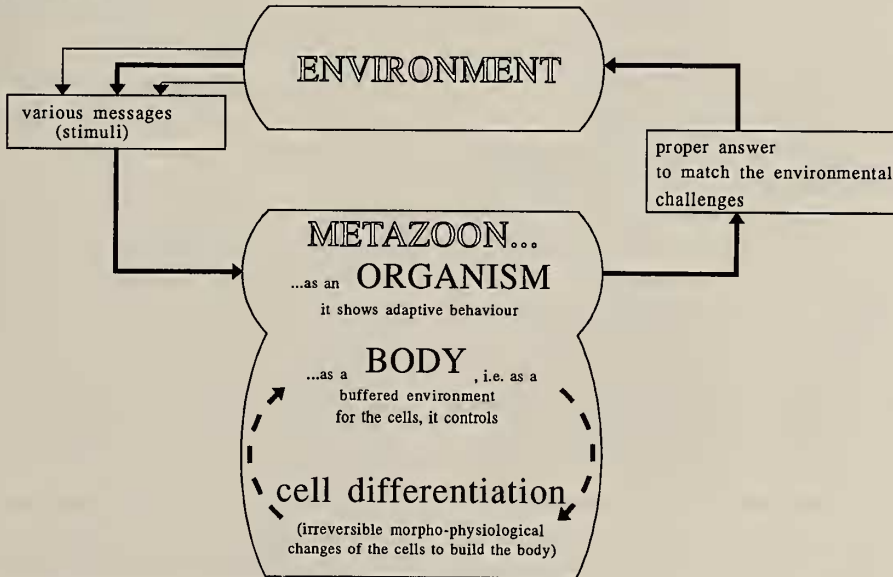 ENVIRONMENT
various messages
(stimuli)
proper answer
to match the environmental
challenges
METAZOON...
...as an ORGANISM
it shows adaptive behaviour
...as a BODY , i.e. as a
buffered environment
for the cells, it controls
cell differentiation
(irreversible morpho-physiological
changes of the cells to build the body)